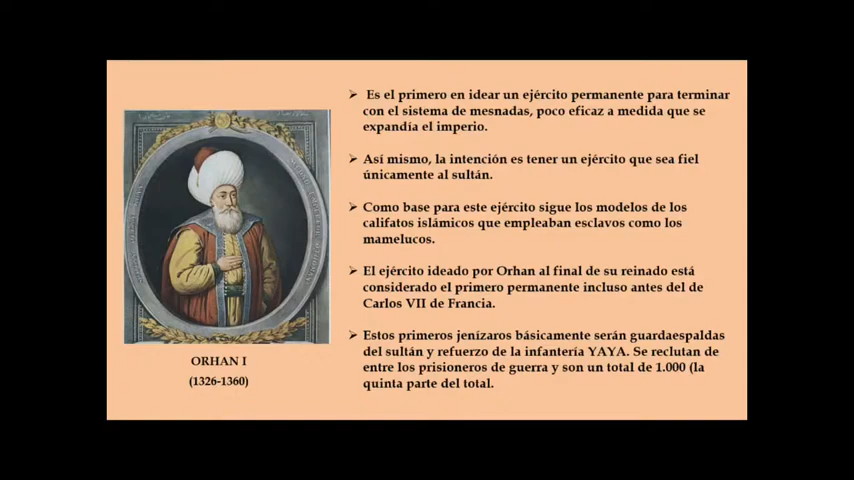 ➢ Es el primero en idear un ejército permanente para terminar
con el sistema de mesnadas, poco eficaz a medida que se
expandía el imperio.
➢ Así mismo, la intención es tener un ejército que sea fiel
únicamente al sultán.
➢ Como base para este ejército sigue los modelos de los
califatos islámicos que empleaban esclavos como los
mamelucos.
➢ El ejército ideado por Orhan al final de su reinado está
considerado el primero permanente incluso antes del de
Carlos VII de Francia.
➢ Estos primeros jenízaros básicamente serán guardaespaldas
del sultán y refuerzo de la infantería YAYA. Se reclutan de
entre los prisioneros de guerra y son un total de 1.000 (la
quinta parte del total.
ORHAN I
(1326-1360)